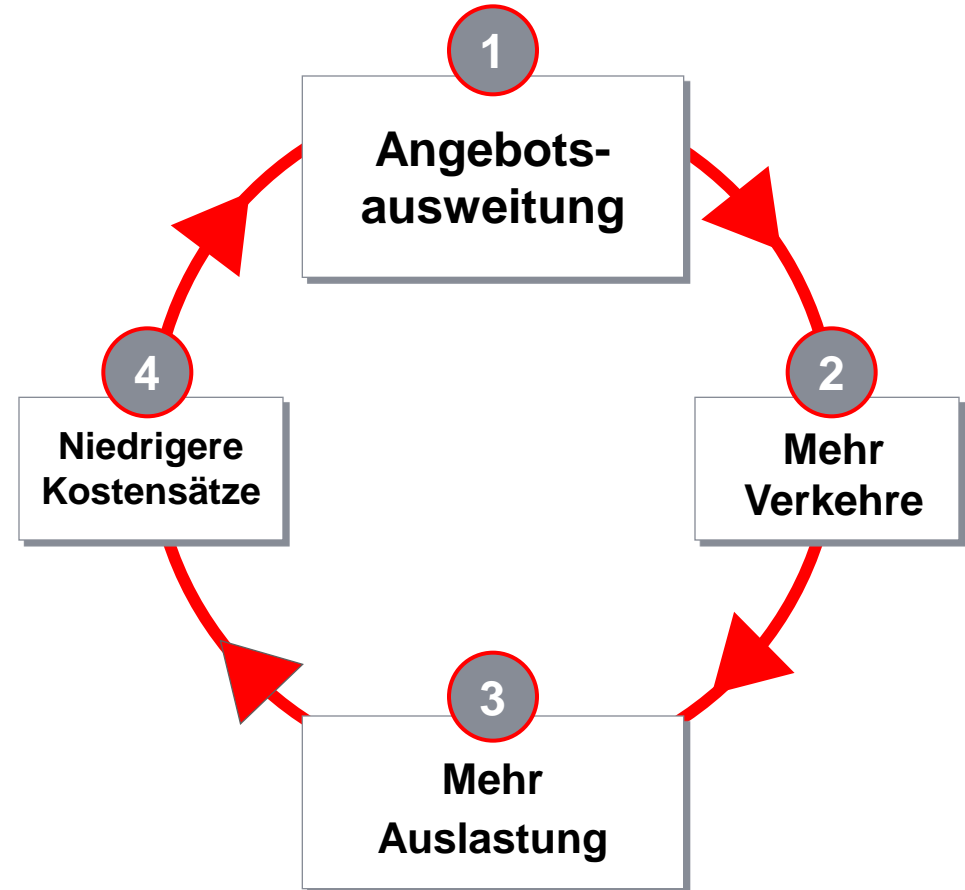 1
Angebots-
ausweitung
2
Mehr
Verkehre
3
Mehr
Auslastung
4
Niedrigere
Kostensätze